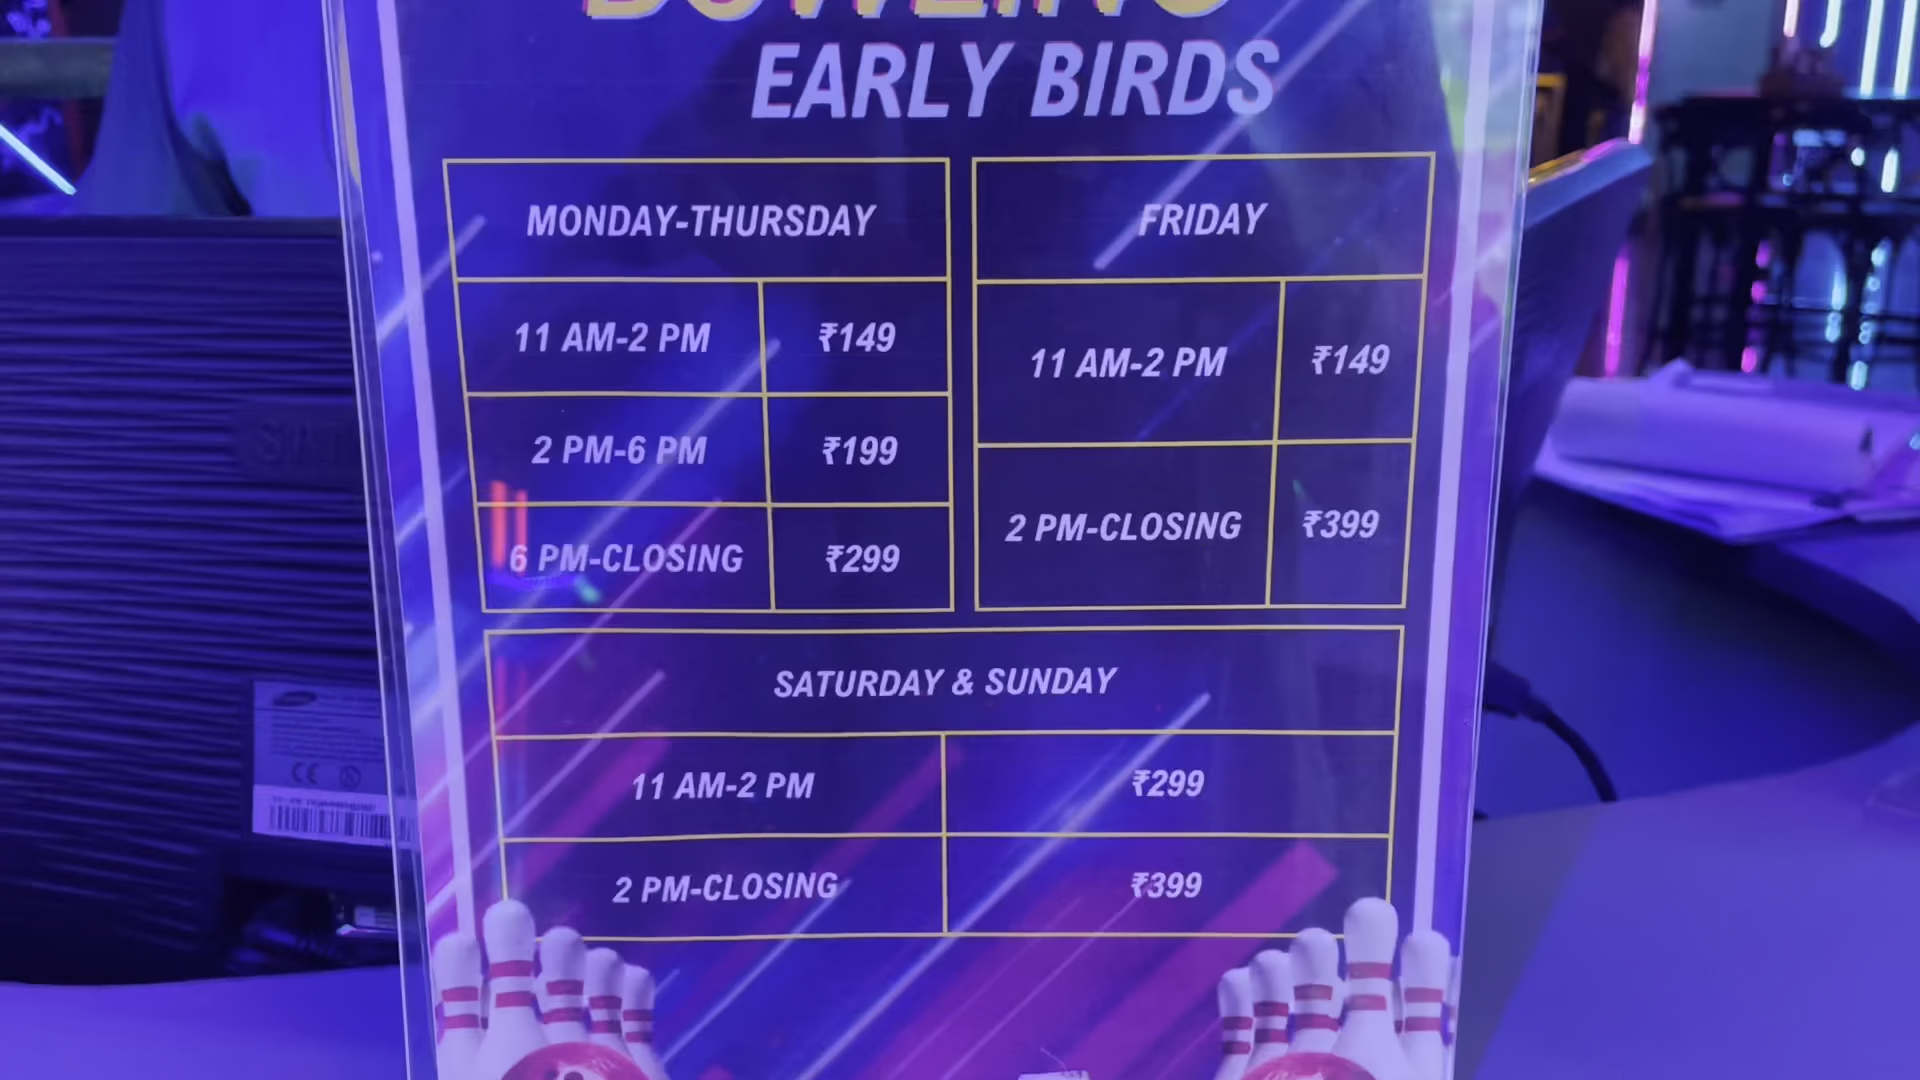 BOWLING
EARLY BIRDS
MONDAY-THURSDAY
11 AM-2 PM ₹149
2 PM-6 PM ₹199
6 PM-CLOSING ₹299
FRIDAY
11 AM-2 PM ₹149
2 PM-CLOSING ₹399
SATURDAY & SUNDAY
11 AM-2 PM ₹299
2 PM-CLOSING ₹399